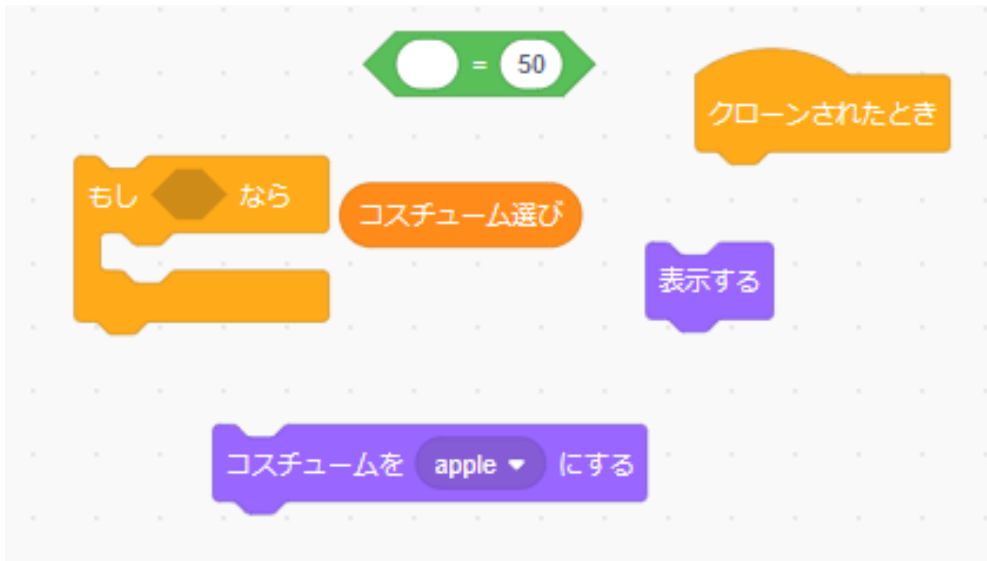 = 50
クローンされたとき
もし なら
コスチューム選び
表示する
コスチュームを apple にする